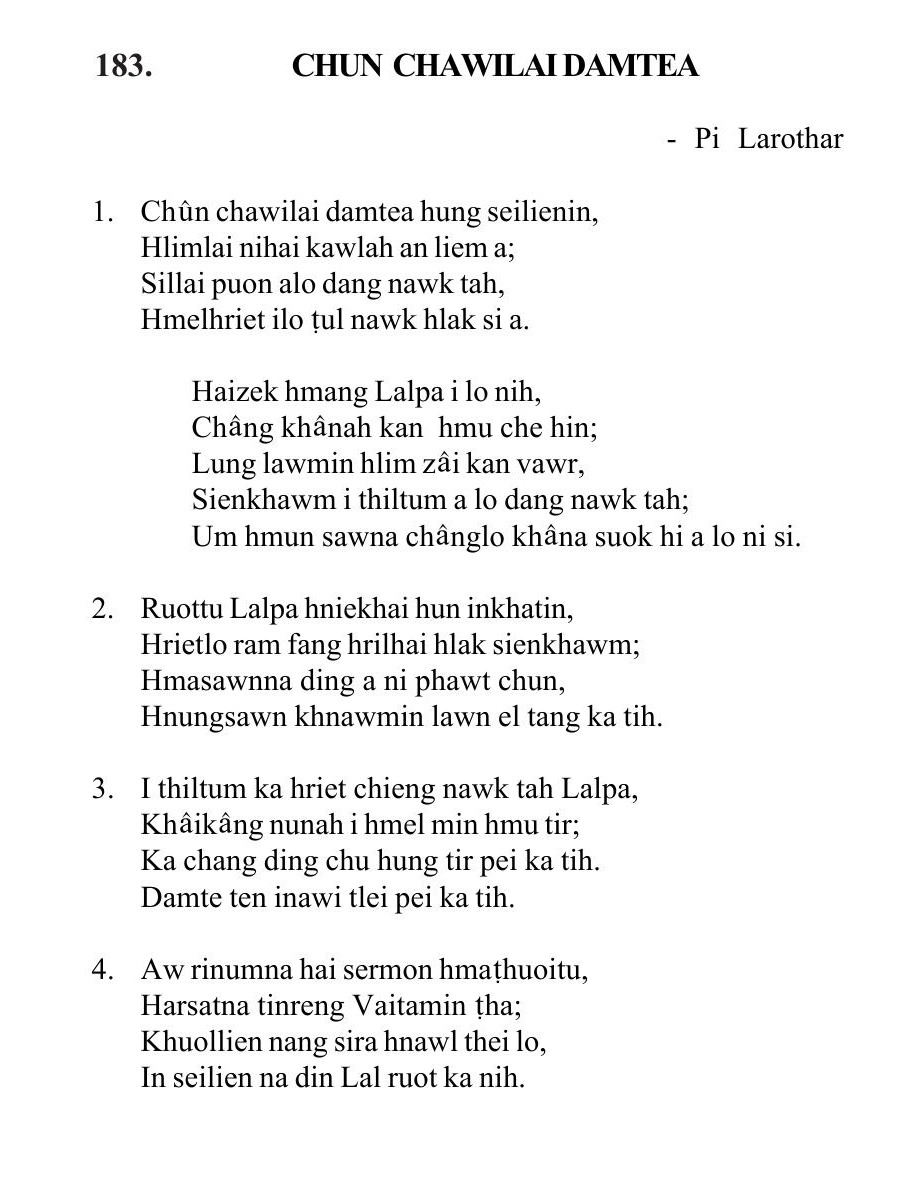 183. CHUN CHAWILAI DAMTEA
- Pi Larothar
1. Chûn chawilai damtea hung seilienin,
Hlimlai nihai kawlah an liem a;
Sillai puon alo dang nawk tah,
Hmelhriet ilo ṭul nawk hlak si a.
Haizek hmang Lalpa i lo nih,
Châng khânah kan hmu che hin;
Lung lawmin hlim zâi kan vawr,
Sienkhawm i thiltum a lo dang nawk tah;
Um hmun sawna chânglo khâna suok hi a lo ni si.
2. Ruottu Lalpa hniekhai hun inkhatin,
Hrietlo ram fang hrilhai hlak sienkhawm;
Hmasawnna ding a ni phawt chun,
Hnungsawn khnawmin lawn el tang ka tih.
3. I thiltum ka hriet chieng nawk tah Lalpa,
Khâikâng nunah i hmel min hmu tir;
Ka chang ding chu hung tir pei ka tih.
Damte ten inawi tlei pei ka tih.
4. Aw rinumna hai sermon hmaṭhuoitu,
Harsatna tinreng Vaitamin ṭha;
Khuollien nang sira hnawl thei lo,
In seilien na din Lal ruot ka nih.